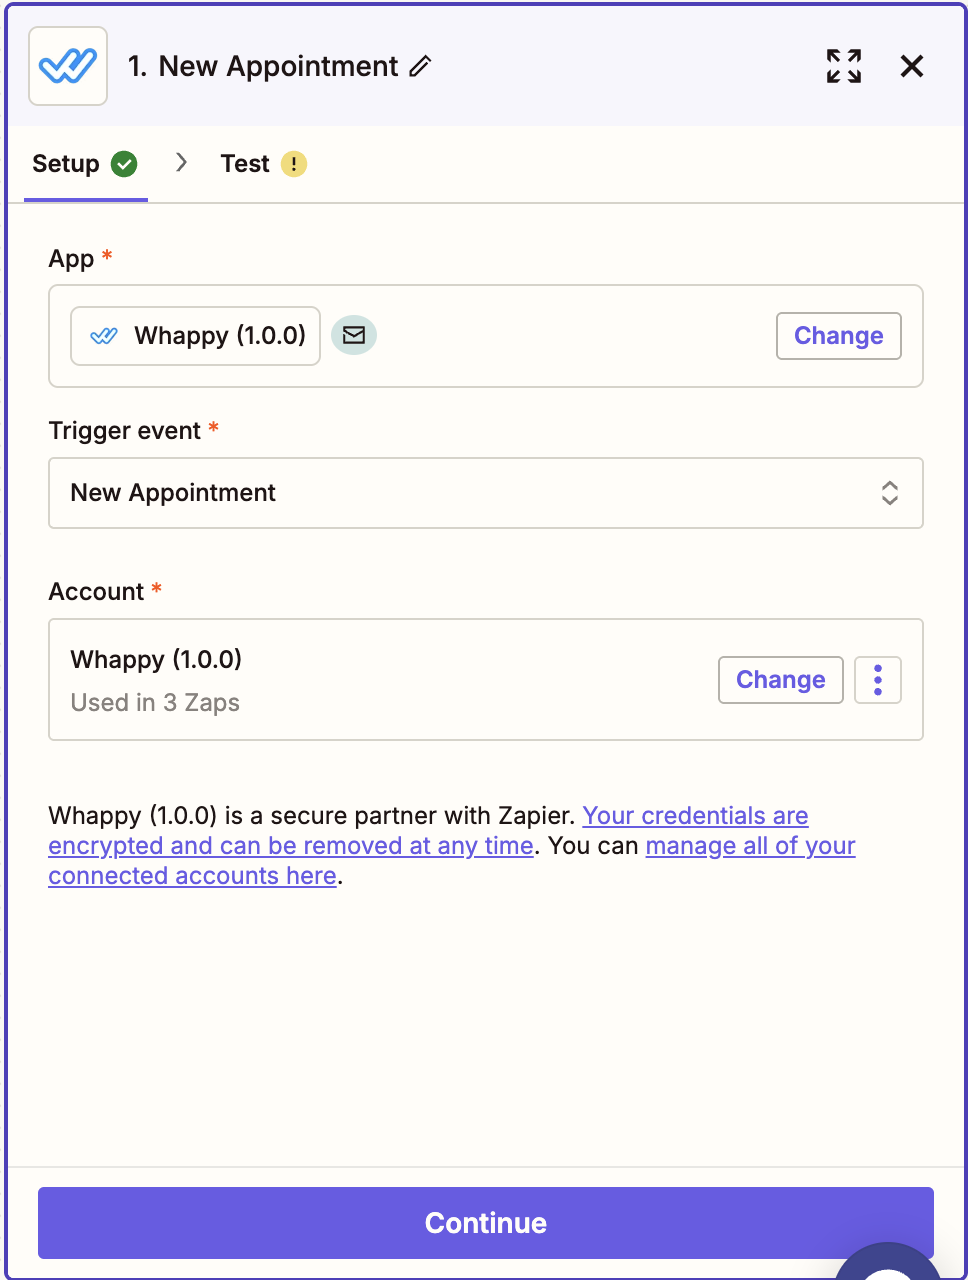 1. New Appointment
Setup
Test
App *
Whappy (1.0.0)
Change
Trigger event *
New Appointment
Account *
Whappy (1.0.0)
Used in 3 Zaps
Change
Whappy (1.0.0) is a secure partner with Zapier. Your credentials are
encrypted and can be removed at any time. You can manage all of your
connected accounts here.
Continue